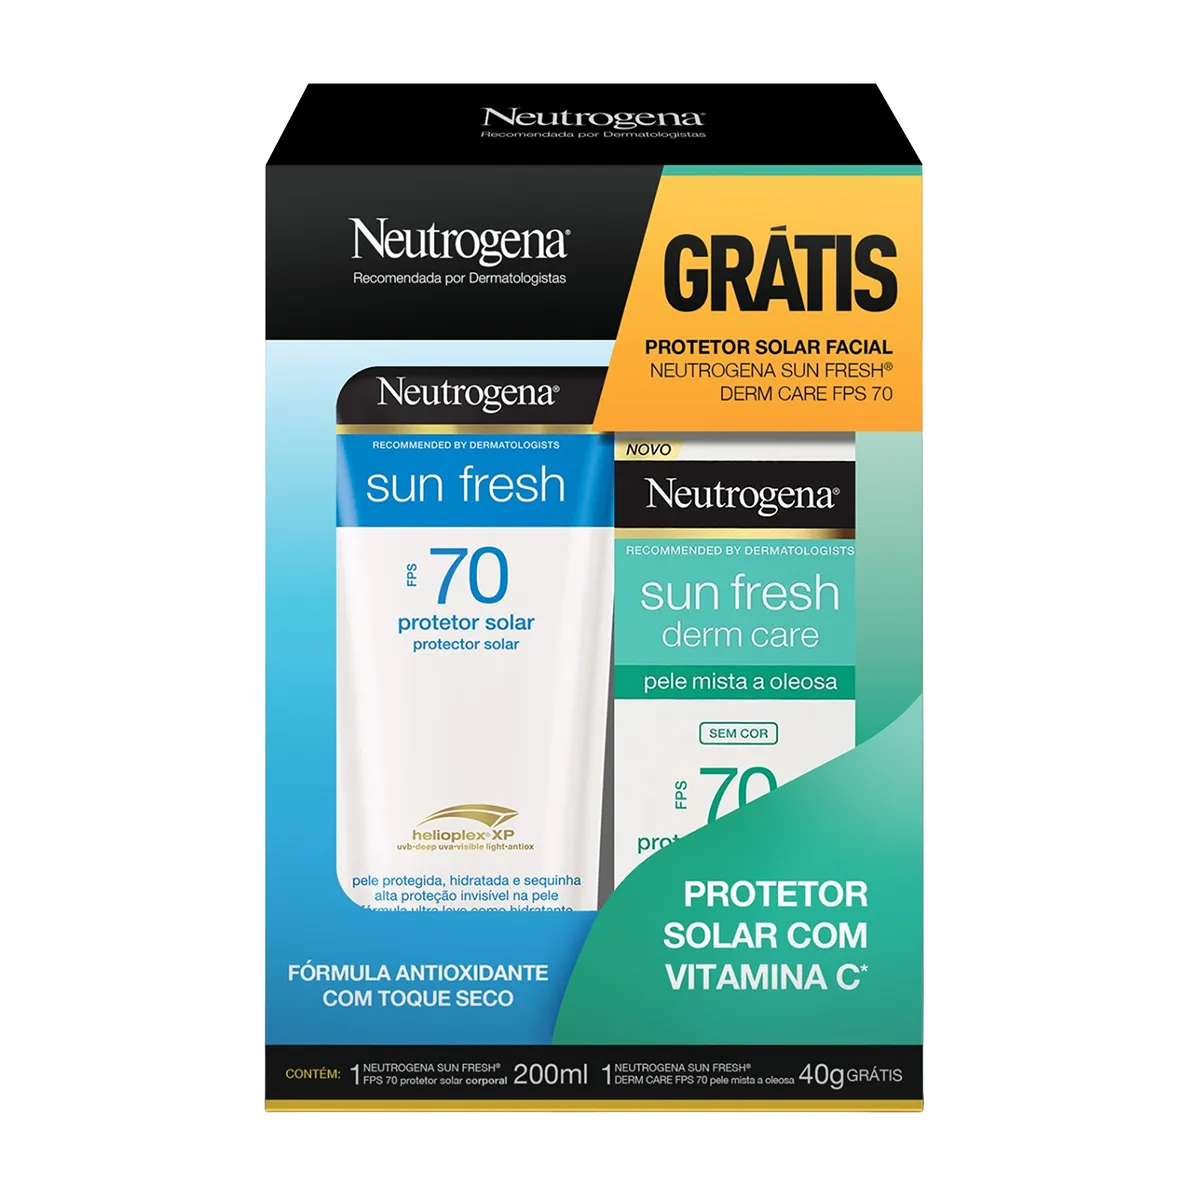 Neutrogena®
Recomendada por Dermatologistas
Neutrogena®
Recomendada por Dermatologistas
GRÁTIS
PROTETOR SOLAR FACIAL
NEUTROGENA SUN FRESH®
DERM CARE FPS 70
Neutrogena®
RECOMMENDED BY DERMATOLOGISTS
sun fresh
FPS 70
protetor solar
protector solar
helioplex® XP
uvb•deep uva•visible light•antiox
pele protegida, hidratada e sequinha
alta proteção invisível na pele
fórmula ultra leve como hidratante
NOVO
Neutrogena®
RECOMMENDED BY DERMATOLOGISTS
sun fresh
derm care
pele mista a oleosa
SEM COR
FPS 70
PROTETOR
SOLAR COM
VITAMINA C*
FÓRMULA ANTIOXIDANTE
COM TOQUE SECO
CONTÉM: 1 NEUTROGENA SUN FRESH® FPS 70 protetor solar corporal 200ml 1 NEUTROGENA SUN FRESH® DERM CARE FPS 70 pele mista a oleosa 40g GRÁTIS